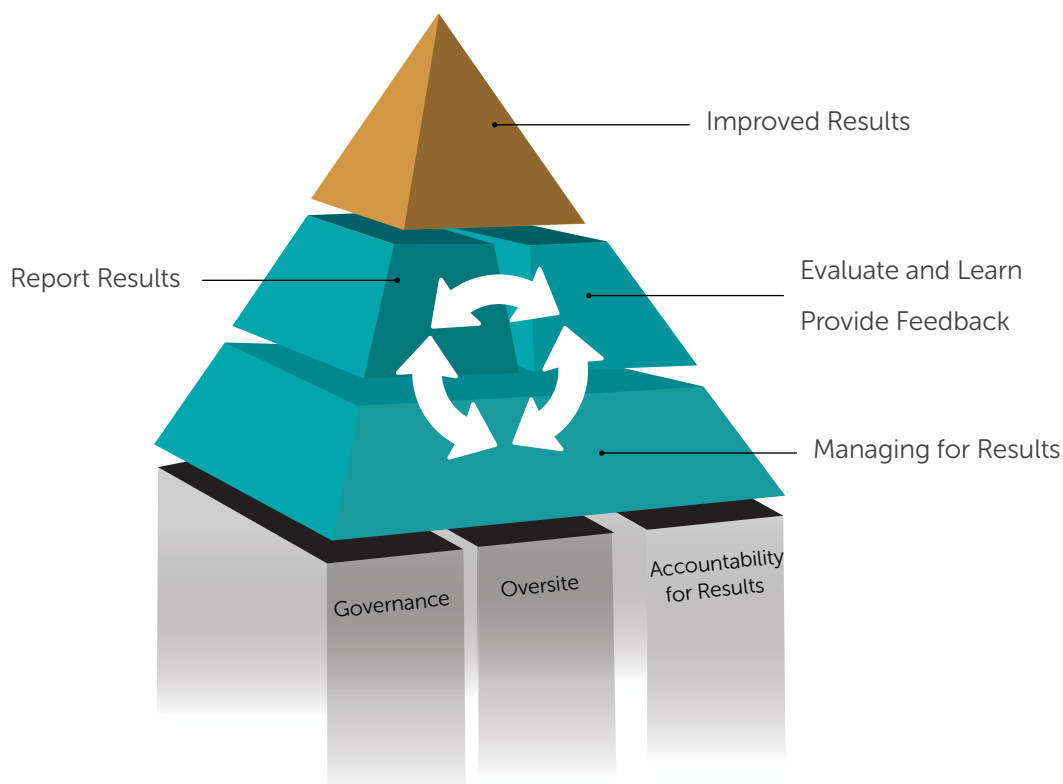 Improved Results
Report Results
Evaluate and Learn
Provide Feedback
Managing for Results
Governance
Oversite
Accountability
for Results